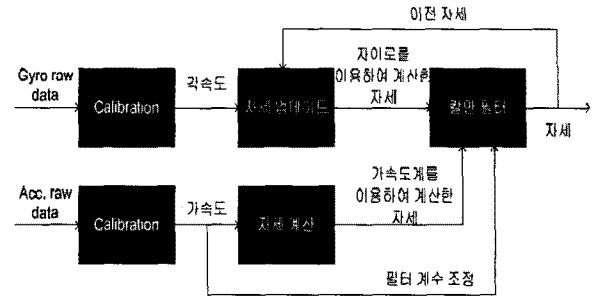 이전 자세
Gyro raw
data
Calibration
각속도
자세 업데이트
자이로를
이용하여 계산한
자세
칼만 필터
자세
Acc. raw
data
Calibration
가속도
자세 계산
가속도계를
이용하여 계산한
자세
필터 계수 조정